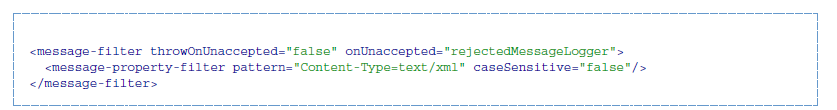 <message-filter throwOnUnaccepted="false" onUnaccepted="rejectedMessageLogger">
  <message-property-filter pattern="Content-Type=text/xml" caseSensitive="false"/>
</message-filter>